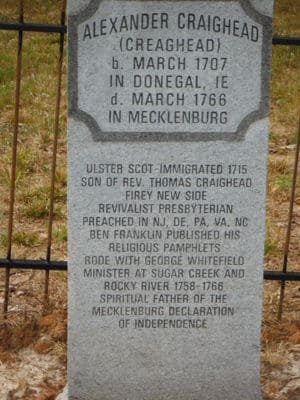 ALEXANDER CRAIGHEAD
(CREAGHEAD)
b. MARCH 1707
IN DONEGAL, IE
d. MARCH 1766
IN MECKLENBURG
ULSTER SCOT-IMMIGRATED 1715
SON OF REV. THOMAS CRAIGHEAD
FIREY NEW SIDE
REVIVALIST PRESBYTERIAN
PREACHED IN NJ, DE, PA, VA, NC
BEN FRANKLIN PUBLISHED HIS
RELIGIOUS PAMPHLETS
RODE WITH GEORGE WHITEFIELD
MINISTER AT SUGAR CREEK AND
ROCKY RIVER 1758-1766
SPIRITUAL FATHER OF THE
MECKLENBURG DECLARATION
OF INDEPENDENCE